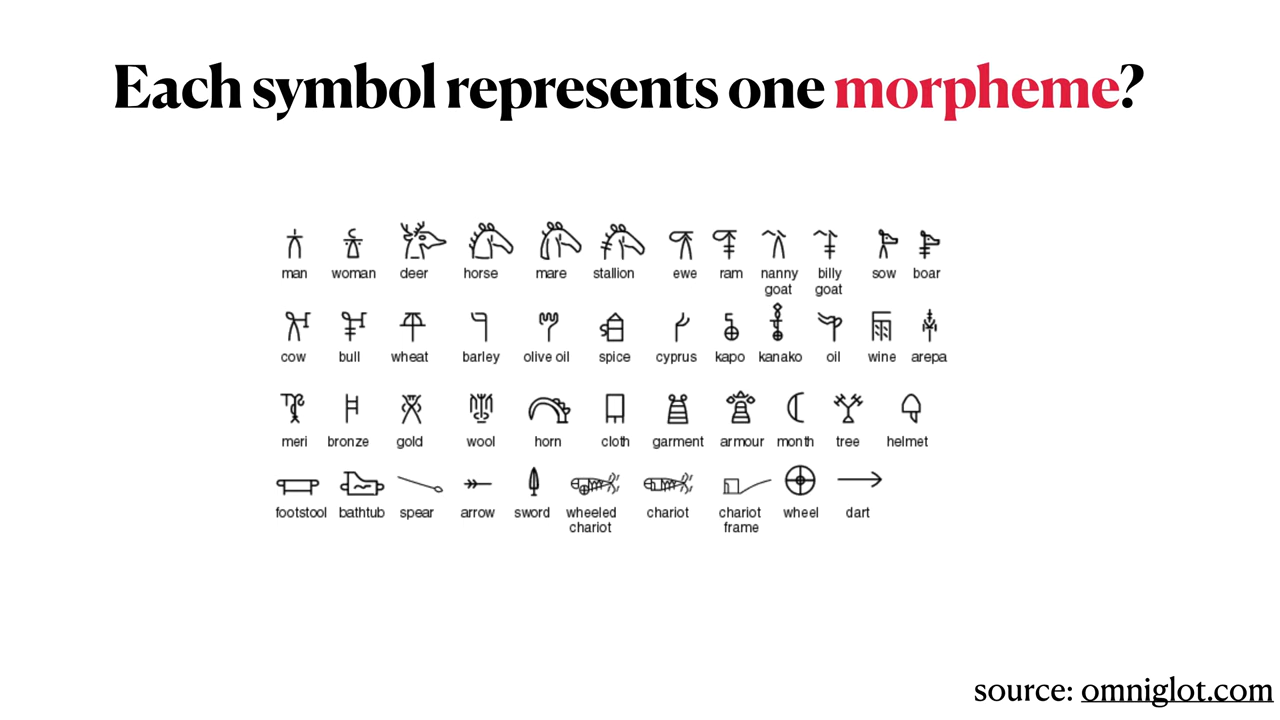 Each symbol represents one morpheme?
man woman deer horse mare stallion ewe ram nanny goat billy goat sow boar
cow bull wheat barley olive oil spice cyprus kapo kanako oil wine arepa
meri bronze gold wool horn cloth garment armour month tree helmet
footstool bathtub spear arrow sword wheeled chariot chariot chariot frame wheel dart
source: omniglot.com